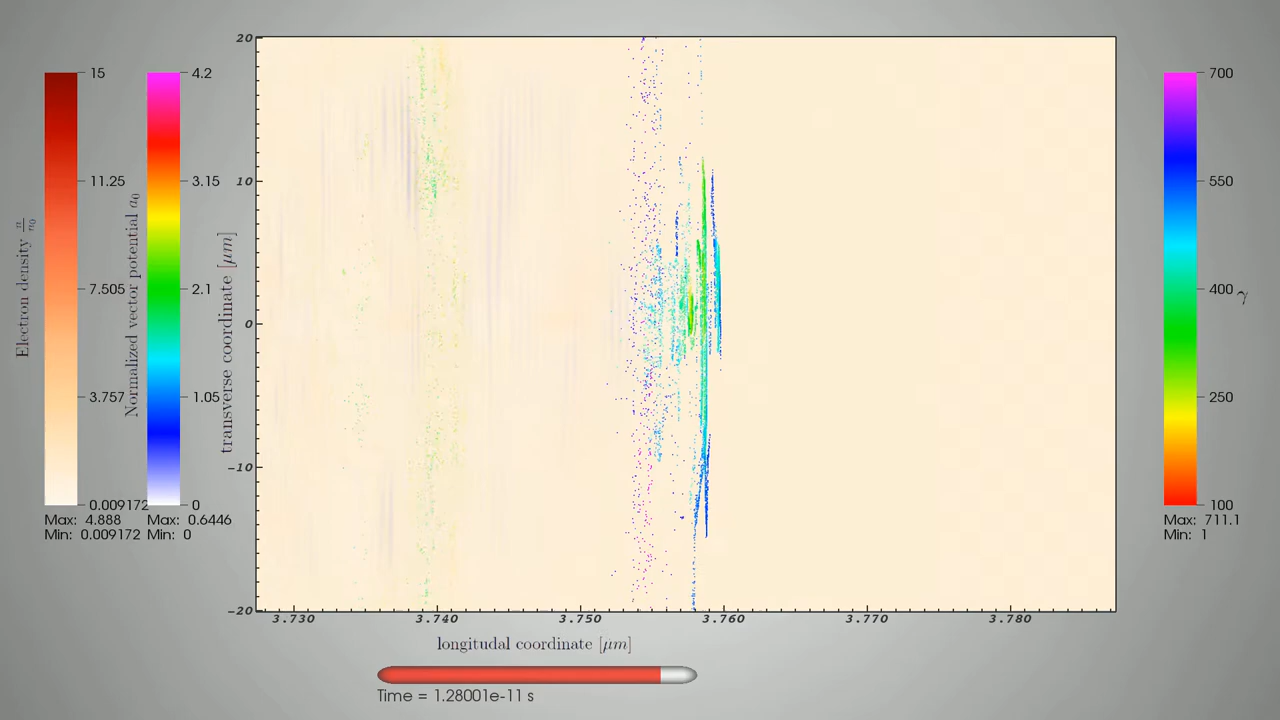 15
11.25
7.505
3.757
0.009172
Electron density n/n0
Max: 4.888
Min: 0.009172
4.2
3.15
2.1
1.05
0
Normalized vector potential a0
Max: 0.6446
Min: 0
20
10
0
−10
−20
transverse coordinate [μm]
3.730 3.740 3.750 3.760 3.770 3.780
longitudal coordinate [μm]
Time = 1.28001e-11 s
700
550
400
250
100
γ
Max: 711.1
Min: 1